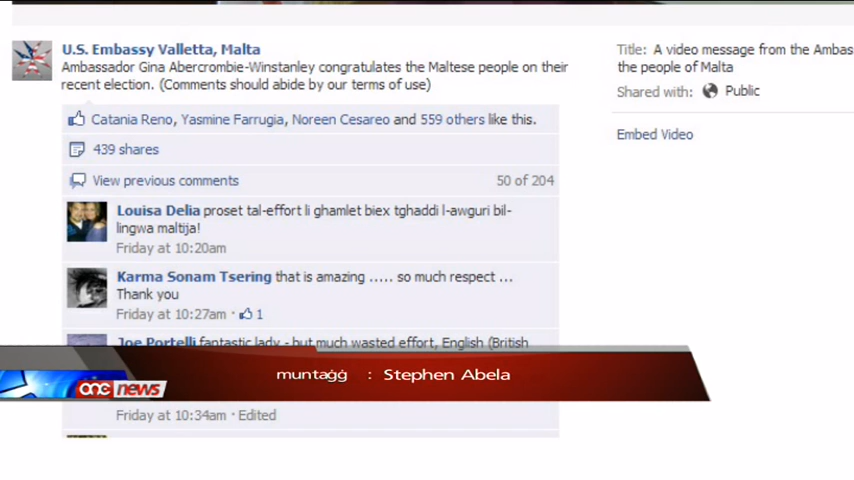 U.S. Embassy Valletta, Malta
Ambassador Gina Abercrombie-Winstanley congratulates the Maltese people on their
recent election. (Comments should abide by our terms of use)
Catania Reno, Yasmine Farrugia, Noreen Cesareo and 559 others like this.
439 shares
View previous comments 50 of 204
Louisa Delia proset tal-effort li ghamlet biex tghaddi l-awguri bil-
lingwa maltija!
Friday at 10:20am
Karma Sonam Tsering that is amazing ..... so much respect ...
Thank you
Friday at 10:27am · 1
Joe Portelli fantastic lady - but much wasted effort, English (British
Friday at 10:34am · Edited
Title: A video message from the Ambas
the people of Malta
Shared with: Public
Embed Video
muntaġġ : Stephen Abela
one news